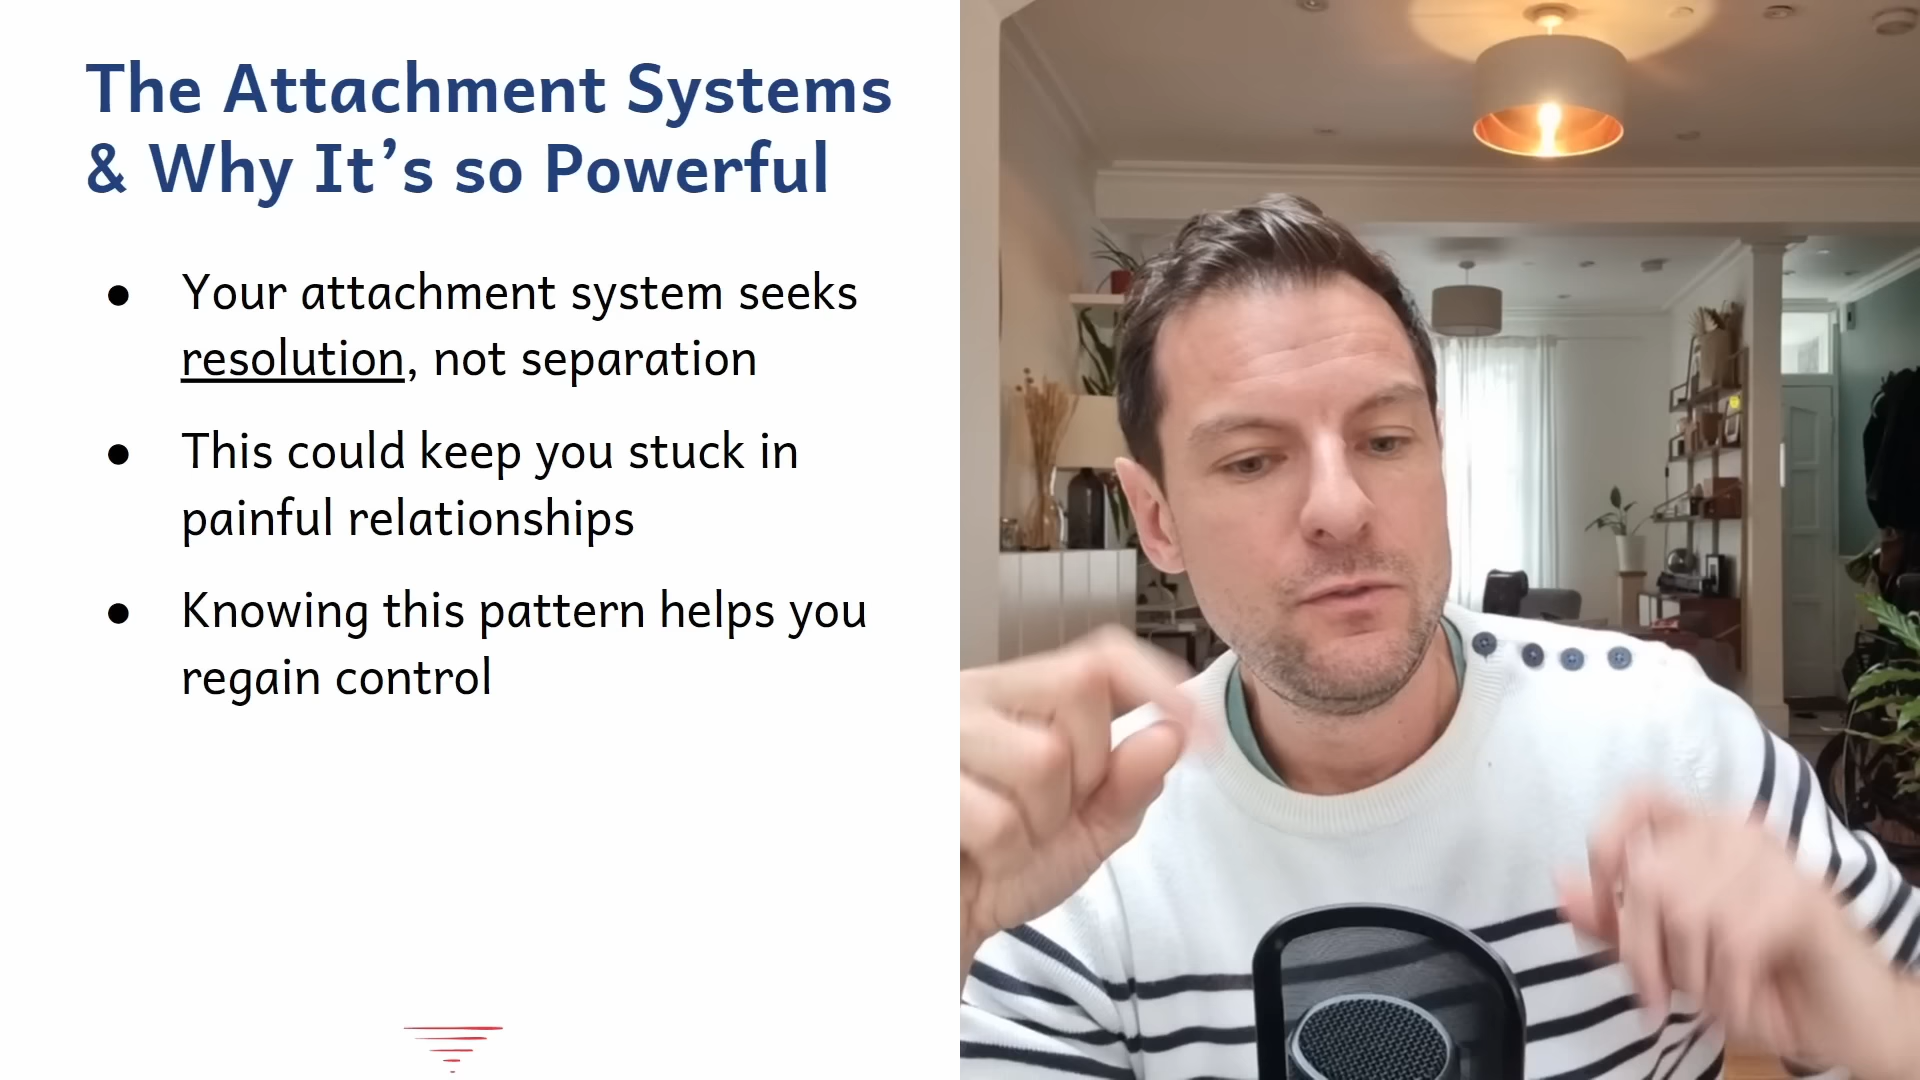 The Attachment Systems
& Why It’s so Powerful
● Your attachment system seeks
resolution, not separation
● This could keep you stuck in
painful relationships
● Knowing this pattern helps you
regain control